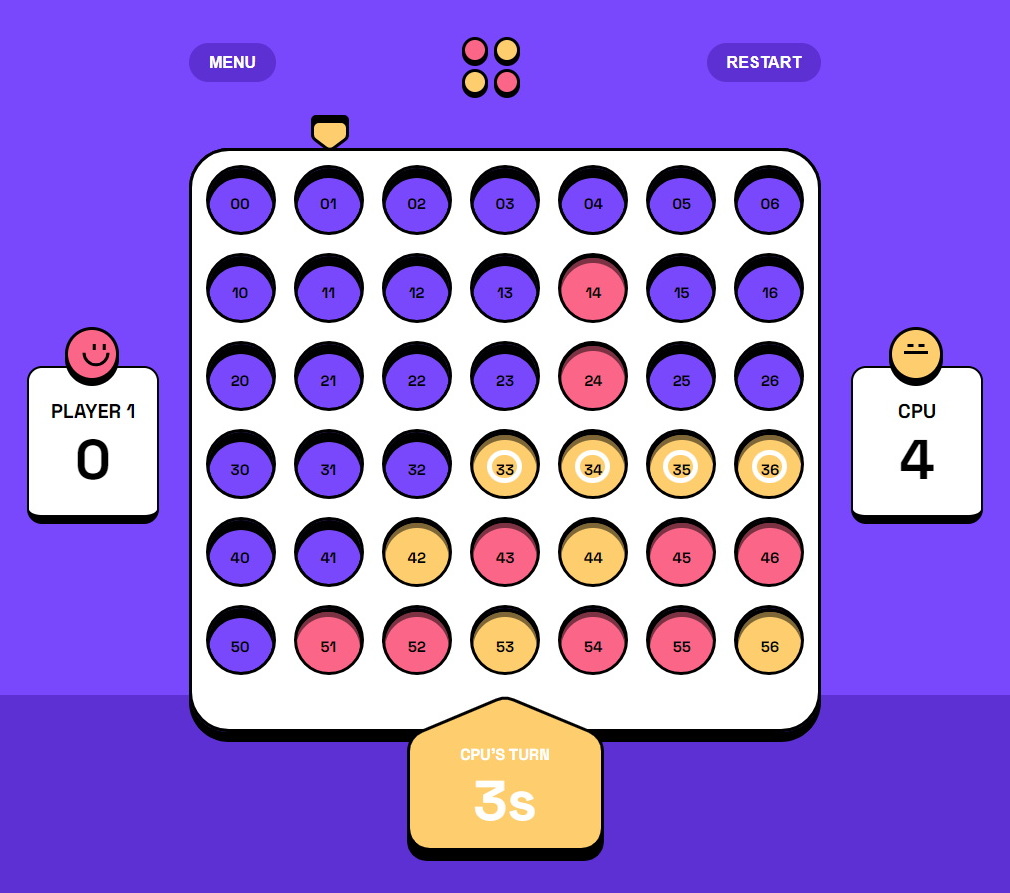 MENU
RESTART
00 01 02 03 04 05 06
10 11 12 13 14 15 16
20 21 22 23 24 25 26
PLAYER 1
0
CPU
4
30 31 32 33 34 35 36
40 41 42 43 44 45 46
50 51 52 53 54 55 56
CPU'S TURN
3s